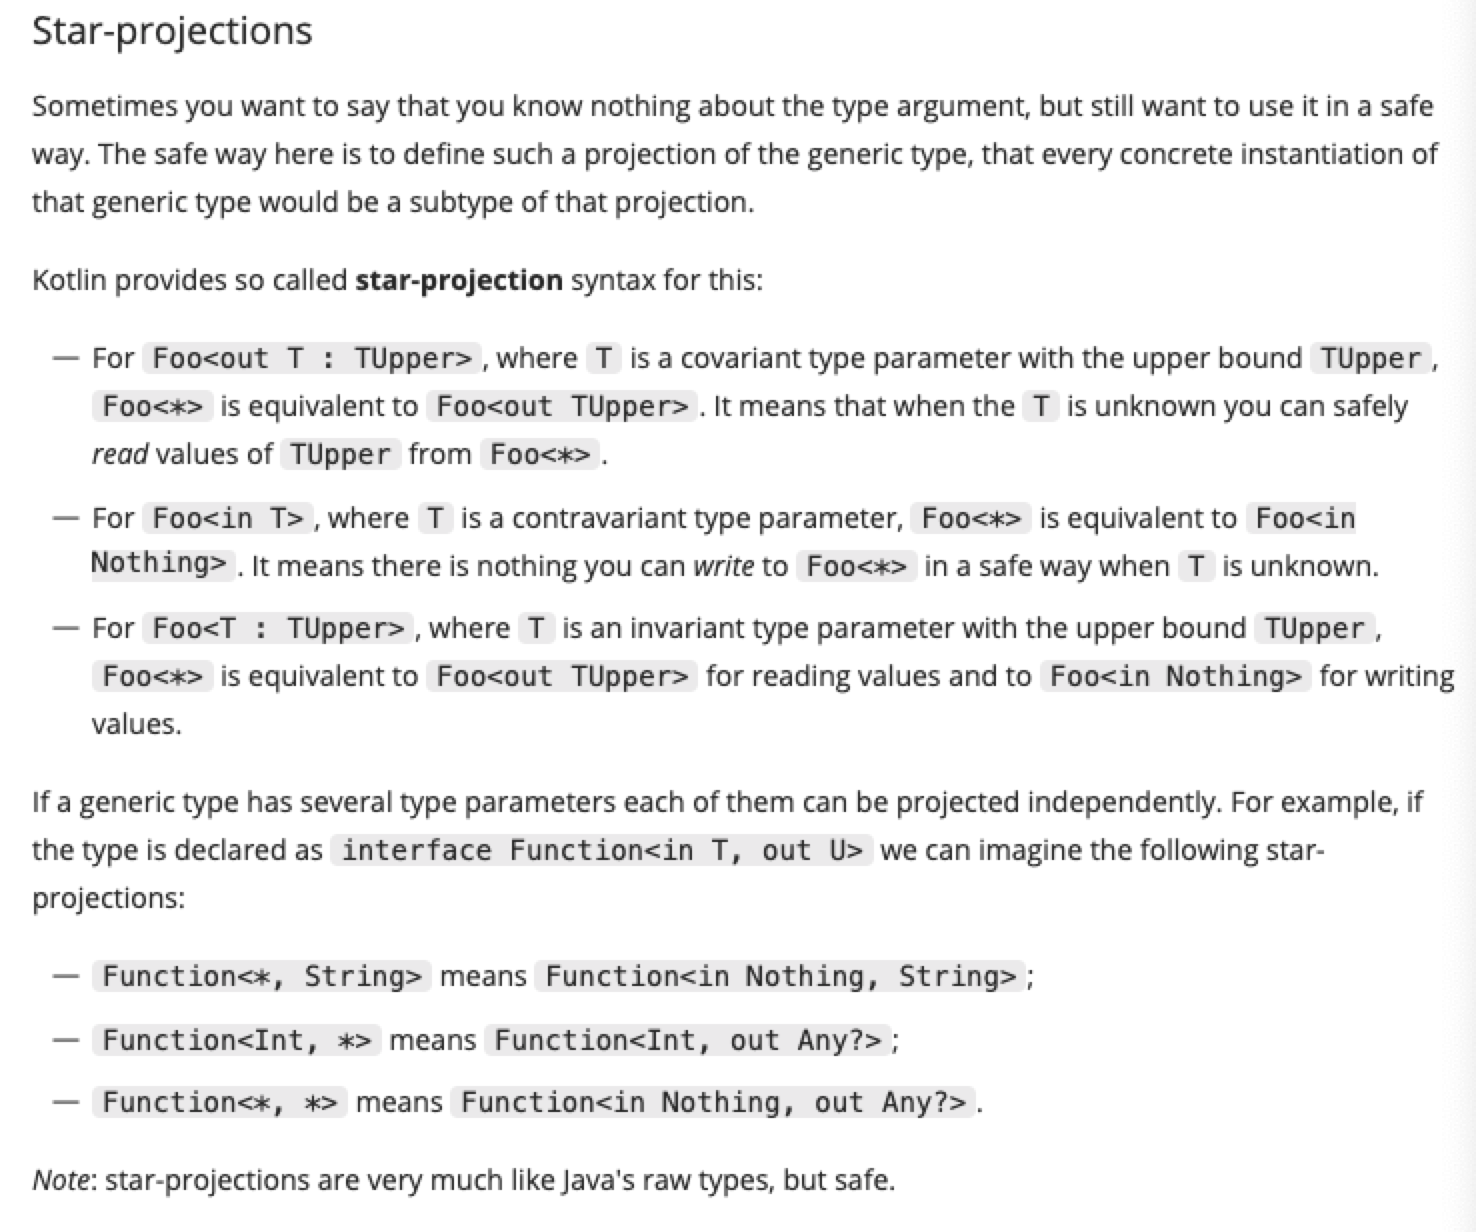 Star-projections
Sometimes you want to say that you know nothing about the type argument, but still want to use it in a safe
way. The safe way here is to define such a projection of the generic type, that every concrete instantiation of
that generic type would be a subtype of that projection.
Kotlin provides so called star-projection syntax for this:
— For Foo<out T : TUpper>, where T is a covariant type parameter with the upper bound TUpper,
Foo<*> is equivalent to Foo<out TUpper>. It means that when the T is unknown you can safely
read values of TUpper from Foo<*>.
— For Foo<in T>, where T is a contravariant type parameter, Foo<*> is equivalent to Foo<in
Nothing>. It means there is nothing you can write to Foo<*> in a safe way when T is unknown.
— For Foo<T : TUpper>, where T is an invariant type parameter with the upper bound TUpper,
Foo<*> is equivalent to Foo<out TUpper> for reading values and to Foo<in Nothing> for writing
values.
If a generic type has several type parameters each of them can be projected independently. For example, if
the type is declared as interface Function<in T, out U> we can imagine the following star-
projections:
— Function<*, String> means Function<in Nothing, String>;
— Function<Int, *> means Function<Int, out Any?>;
— Function<*, *> means Function<in Nothing, out Any?>.
Note: star-projections are very much like Java's raw types, but safe.